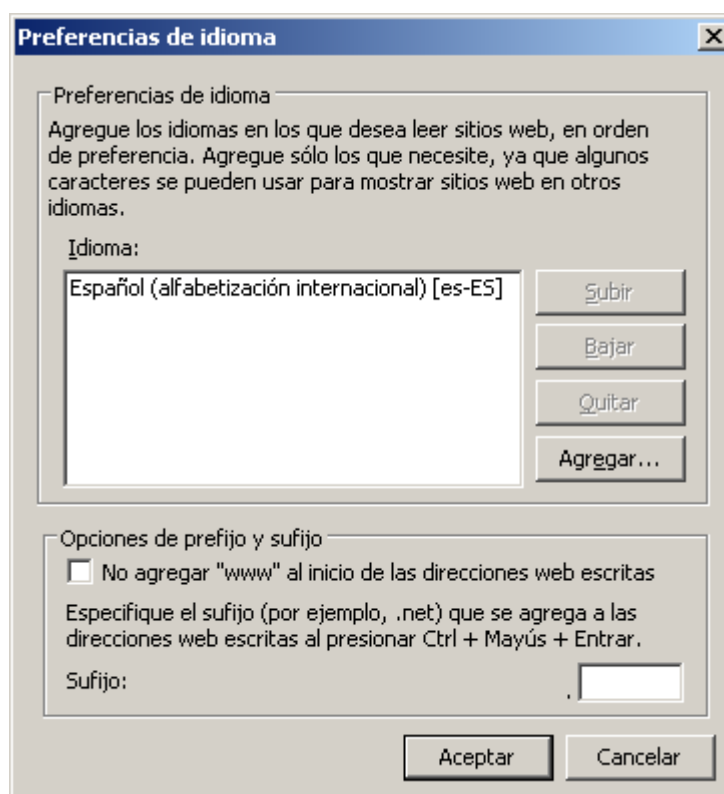 Preferencias de idioma
Preferencias de idioma
Agregue los idiomas en los que desea leer sitios web, en orden
de preferencia. Agregue sólo los que necesite, ya que algunos
caracteres se pueden usar para mostrar sitios web en otros
idiomas.
Idioma:
Español (alfabetización internacional) [es-ES]
Subir
Bajar
Quitar
Agregar...
Opciones de prefijo y sufijo
No agregar "www" al inicio de las direcciones web escritas
Especifique el sufijo (por ejemplo, .net) que se agrega a las
direcciones web escritas al presionar Ctrl + Mayús + Entrar.
Sufijo: .
Aceptar Cancelar